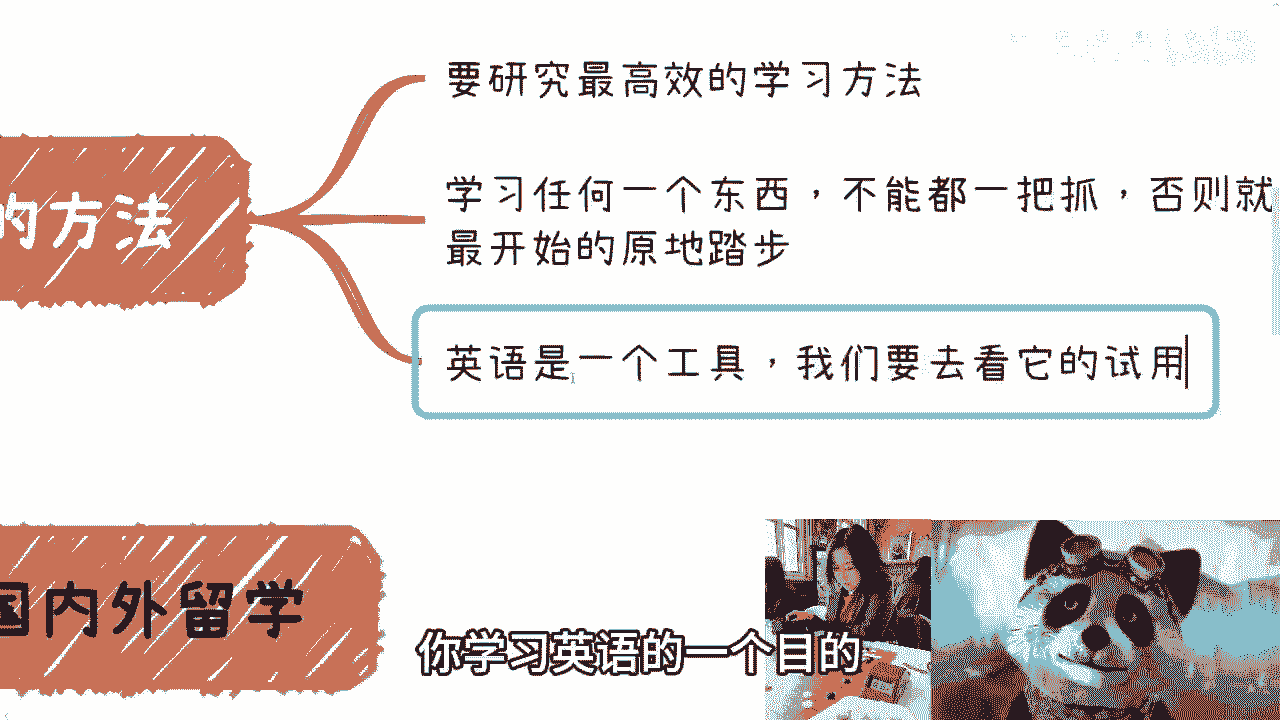 要研究最高效的学习方法
的方法
学习任何一个东西，不能都一把抓，否则就
最开始的原地踏步
英语是一个工具，我们要去看它的试用
国内外留学
你学习英语的一个目的